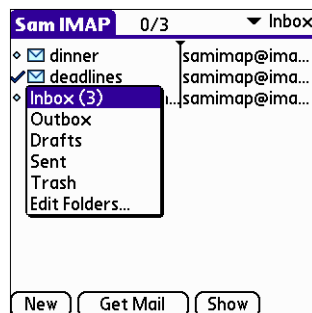 Sam IMAP 0/3 Inbox
dinner samimap@ima...
deadlines samimap@ima...
Inbox (3) ...samimap@ima...
Outbox
Drafts
Sent
Trash
Edit Folders...
New Get Mail Show